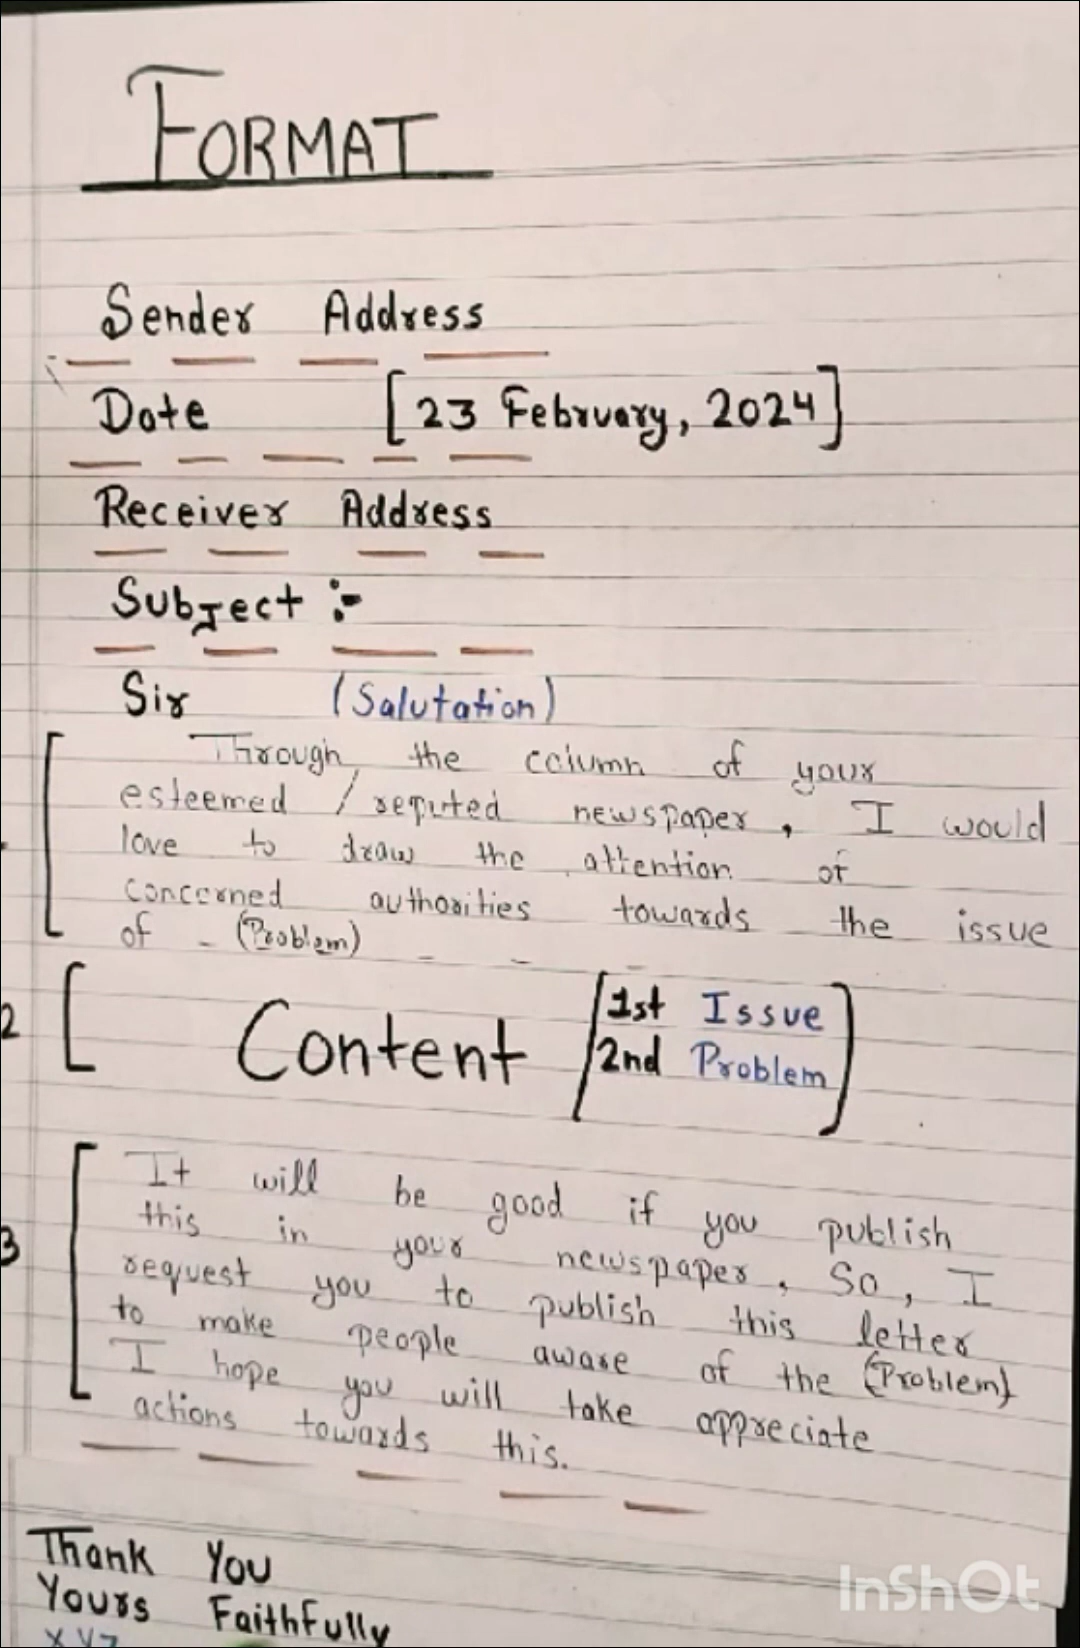 FORMAT
Sender Address
Date [23 February, 2024]
Receiver Address
Subject :-
Sir (Salutation)
Through the column of your
esteemed / reputed newspaper, I would
love to draw the attention of
concerned authorities towards the issue
of - (Problem)
2 [ Content [1st Issue
2nd Problem]
It will be good if you publish
this in your newspaper. So, I
3 request you to publish this letter
to make people aware of the (Problem)
I hope you will take appreciate
actions towards this.
Thank You
Yours Faithfully
XYZ
InShOt